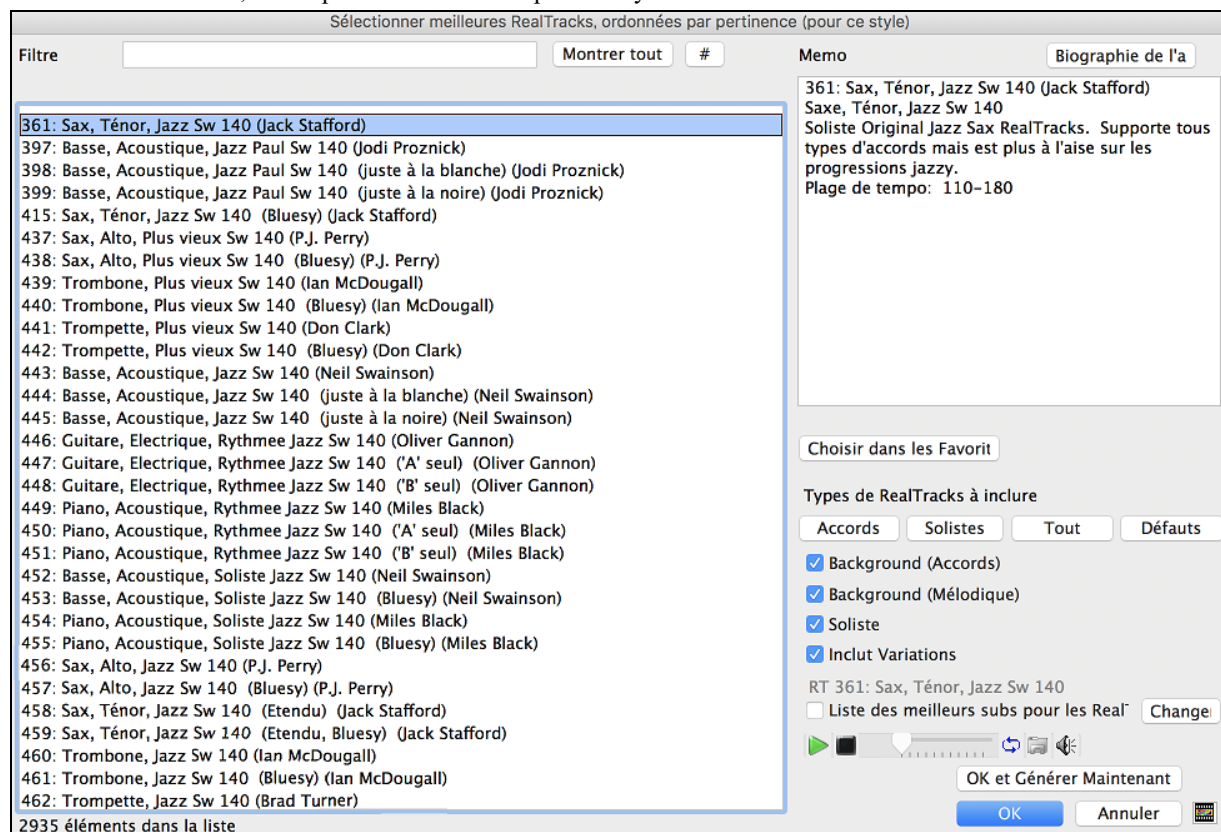 Sélectionner meilleures RealTracks, ordonnées par pertinence (pour ce style)
Filtre
Montrer tout
#
361: Sax, Ténor, Jazz Sw 140 (Jack Stafford)
397: Basse, Acoustique, Jazz Paul Sw 140 (Jodi Proznick)
398: Basse, Acoustique, Jazz Paul Sw 140 (juste à la blanche) (Jodi Proznick)
399: Basse, Acoustique, Jazz Paul Sw 140 (juste à la noire) (Jodi Proznick)
415: Sax, Ténor, Jazz Sw 140 (Bluesy) (Jack Stafford)
437: Sax, Alto, Plus vieux Sw 140 (P.J. Perry)
438: Sax, Alto, Plus vieux Sw 140 (Bluesy) (P.J. Perry)
439: Trombone, Plus vieux Sw 140 (Ian McDougall)
440: Trombone, Plus vieux Sw 140 (Bluesy) (Ian McDougall)
441: Trompette, Plus vieux Sw 140 (Don Clark)
442: Trompette, Plus vieux Sw 140 (Bluesy) (Don Clark)
443: Basse, Acoustique, Jazz Sw 140 (Neil Swainson)
444: Basse, Acoustique, Jazz Sw 140 (juste à la blanche) (Neil Swainson)
445: Basse, Acoustique, Jazz Sw 140 (juste à la noire) (Neil Swainson)
446: Guitare, Electrique, Rythmee Jazz Sw 140 (Oliver Gannon)
447: Guitare, Electrique, Rythmee Jazz Sw 140 ('A' seul) (Oliver Gannon)
448: Guitare, Electrique, Rythmee Jazz Sw 140 ('B' seul) (Oliver Gannon)
449: Piano, Acoustique, Rythmee Jazz Sw 140 (Miles Black)
450: Piano, Acoustique, Rythmee Jazz Sw 140 ('A' seul) (Miles Black)
451: Piano, Acoustique, Rythmee Jazz Sw 140 ('B' seul) (Miles Black)
452: Basse, Acoustique, Soliste Jazz Sw 140 (Neil Swainson)
453: Basse, Acoustique, Soliste Jazz Sw 140 (Bluesy) (Neil Swainson)
454: Piano, Acoustique, Soliste Jazz Sw 140 (Miles Black)
455: Piano, Acoustique, Soliste Jazz Sw 140 (Bluesy) (Miles Black)
456: Sax, Alto, Jazz Sw 140 (P.J. Perry)
457: Sax, Alto, Jazz Sw 140 (Bluesy) (P.J. Perry)
458: Sax, Ténor, Jazz Sw 140 (Etendu) (Jack Stafford)
459: Sax, Ténor, Jazz Sw 140 (Etendu, Bluesy) (Jack Stafford)
460: Trombone, Jazz Sw 140 (Ian McDougall)
461: Trombone, Jazz Sw 140 (Bluesy) (Ian McDougall)
462: Trompette, Jazz Sw 140 (Brad Turner)
2935 éléments dans la liste
Memo
Biographie de l'a
361: Sax, Ténor, Jazz Sw 140 (Jack Stafford)
Saxe, Ténor, Jazz Sw 140
Soliste Original Jazz Sax RealTracks. Supporte tous
types d'accords mais est plus à l'aise sur les
progressions jazzy.
Plage de tempo: 110-180
Choisir dans les Favorit
Types de RealTracks à inclure
Accords
Solistes
Tout
Défauts
Background (Accords)
Background (Mélodique)
Soliste
Inclut Variations
RT 361: Sax, Ténor, Jazz Sw 140
Liste des meilleurs subs pour les Real
Changer
OK et Générer Maintenant
OK
Annuler